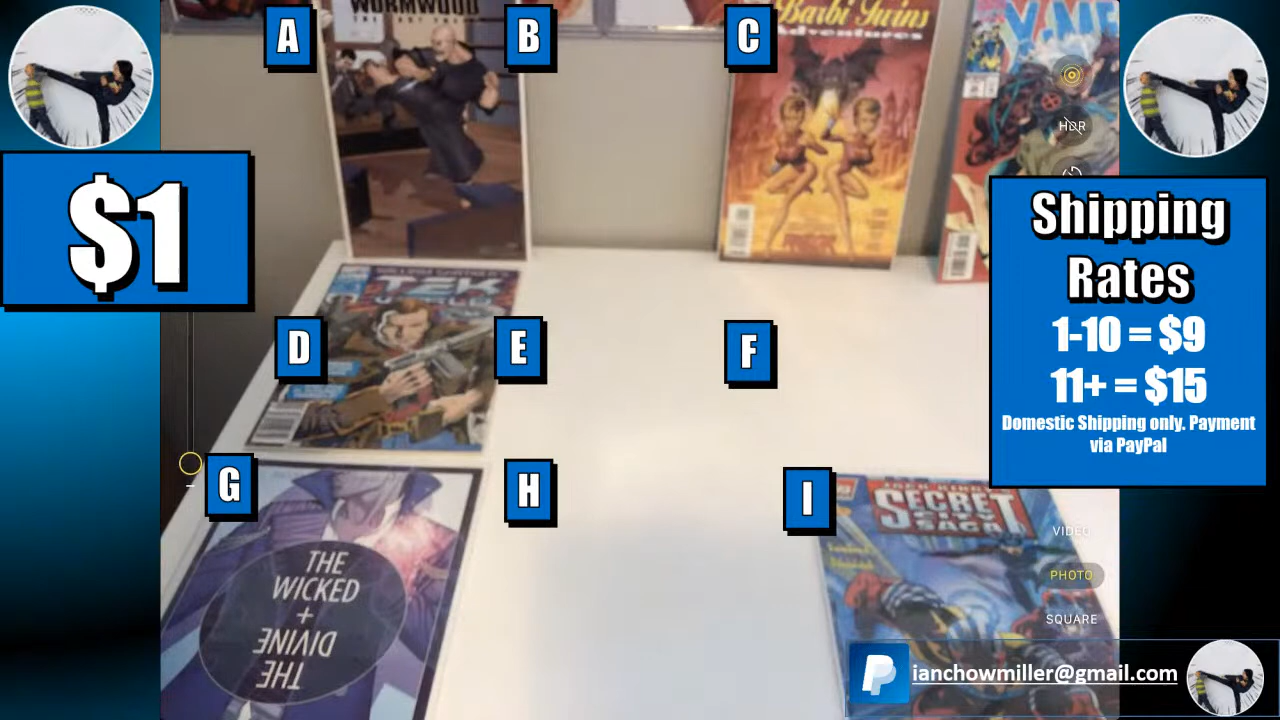 WORMWOOD
A
B
C
Barbi Twins
Adventures
X-MEN
HDR
$1
Shipping
Rates
1-10 = $9
11+ = $15
Domestic Shipping only. Payment
via PayPal
TEK
D
E
F
G
H
I
SECRET
CITY
SAGA
THE
WICKED
+
DIVINE
THE
VIDEO
PHOTO
SQUARE
ianchowmiller@gmail.com